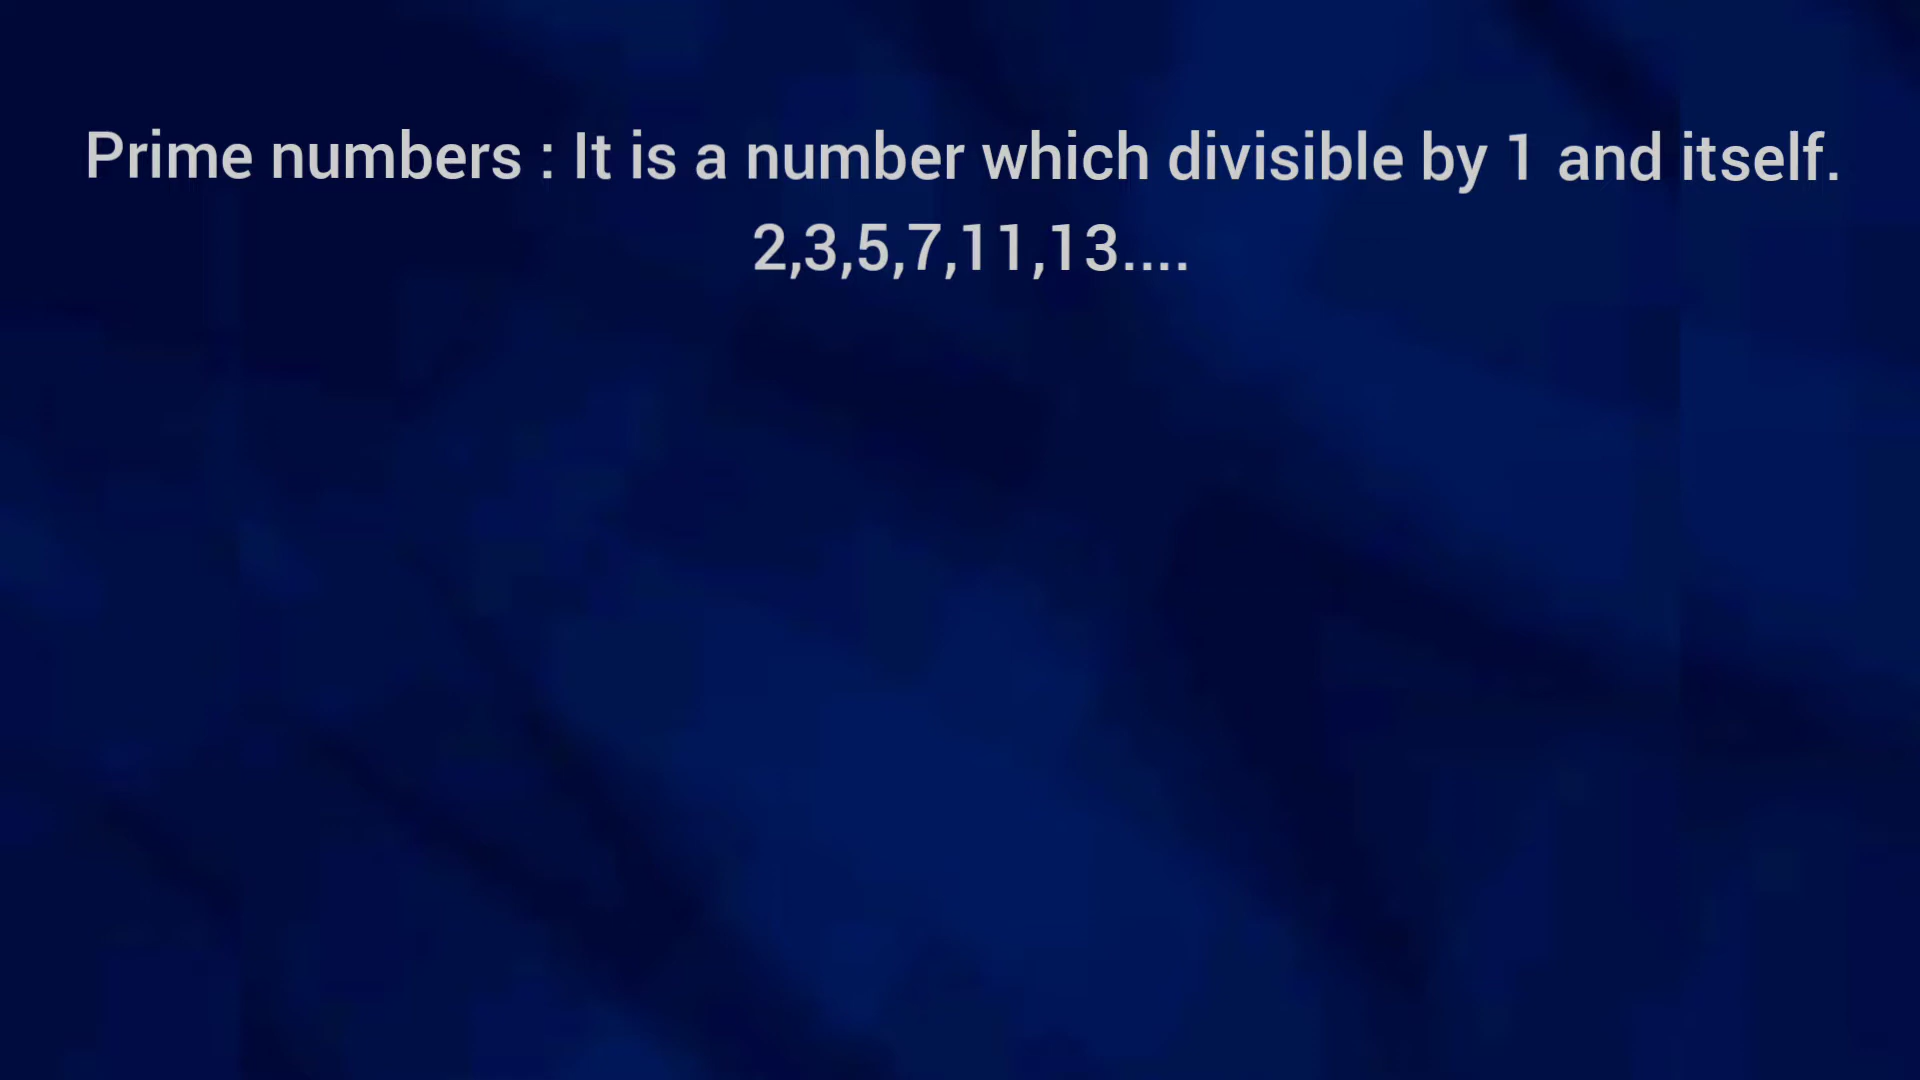 Prime numbers : It is a number which divisible by 1 and itself.
2,3,5,7,11,13....